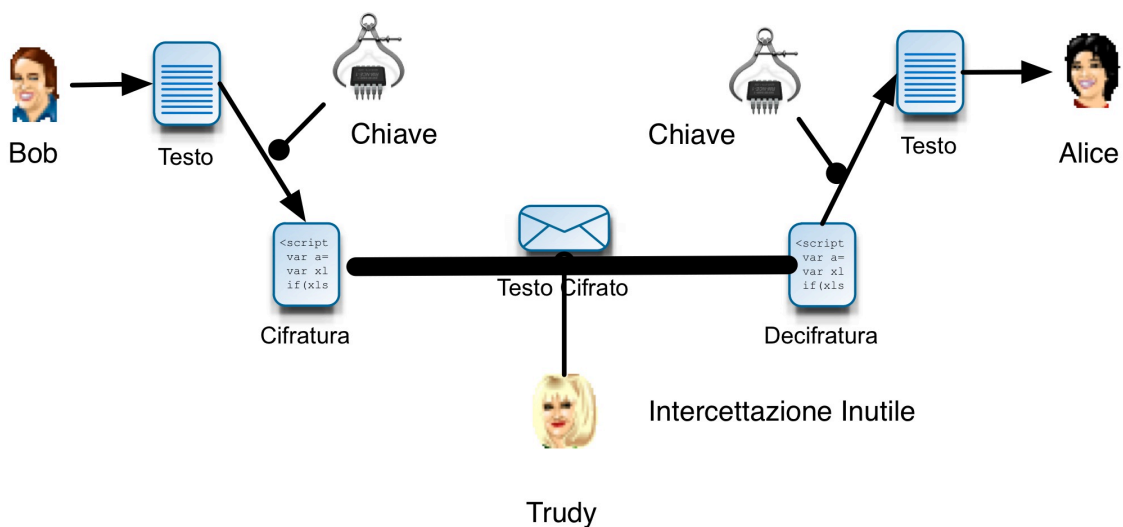 Bob
Testo
Chiave
Chiave
Testo
Alice
<script
var a=
var xl
if(xls
Cifratura
Testo Cifrato
<script
var a=
var xl
if(xls
Decifratura
Intercettazione Inutile
Trudy